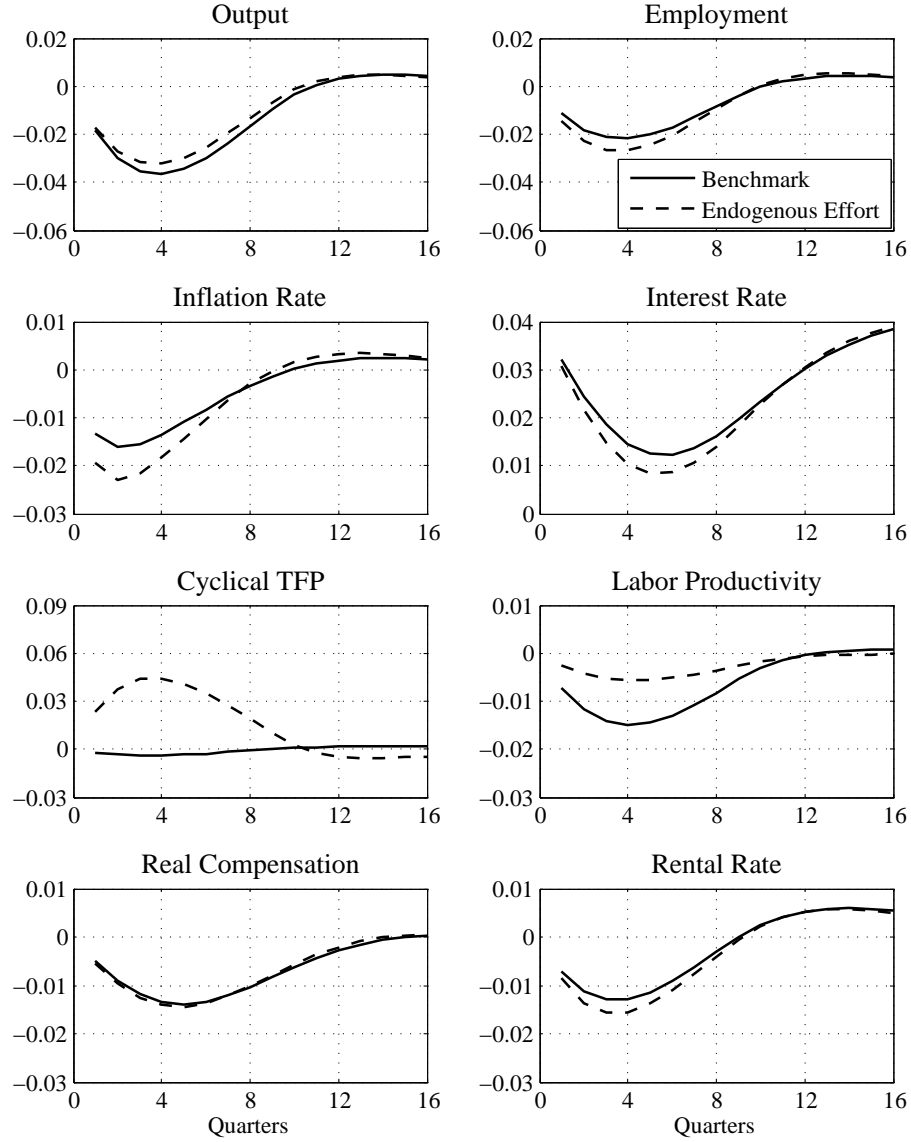 Output
0.02
0
−0.02
−0.04
−0.06
0 4 8 12 16
Employment
0.02
0
−0.02
−0.04
−0.06
0 4 8 12 16
Benchmark
Endogenous Effort
Inflation Rate
0.01
0
−0.01
−0.02
−0.03
0 4 8 12 16
Interest Rate
0.04
0.03
0.02
0.01
0
0 4 8 12 16
Cyclical TFP
0.09
0.06
0.03
0
−0.03
0 4 8 12 16
Labor Productivity
0.01
0
−0.01
−0.02
−0.03
0 4 8 12 16
Real Compensation
0.01
0
−0.01
−0.02
−0.03
0 4 8 12 16
Quarters
Rental Rate
0.01
0
−0.01
−0.02
−0.03
0 4 8 12 16
Quarters